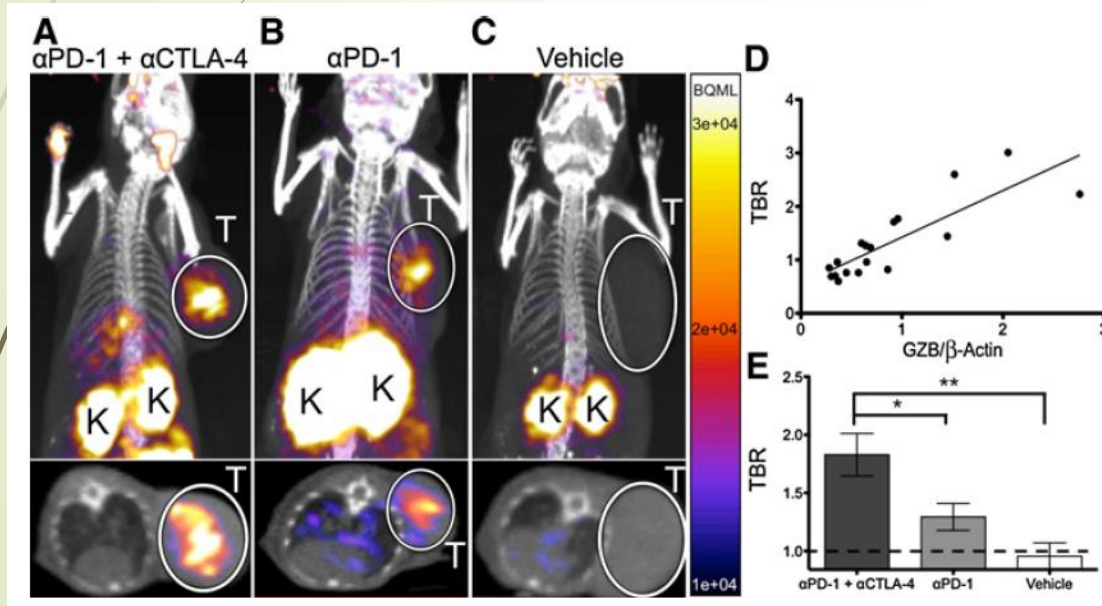 A
αPD-1 + αCTLA-4
B
αPD-1
C
Vehicle
T
K
K
T
T
K
K
T
T
K
K
T
BQML
3e+04
2e+04
1e+04
D
TBR
4
3
2
1
0
0
1
2
3
GZB/β-Actin
E
TBR
2.5
2.0
1.5
1.0
**
*
αPD-1 + αCTLA-4
αPD-1
Vehicle